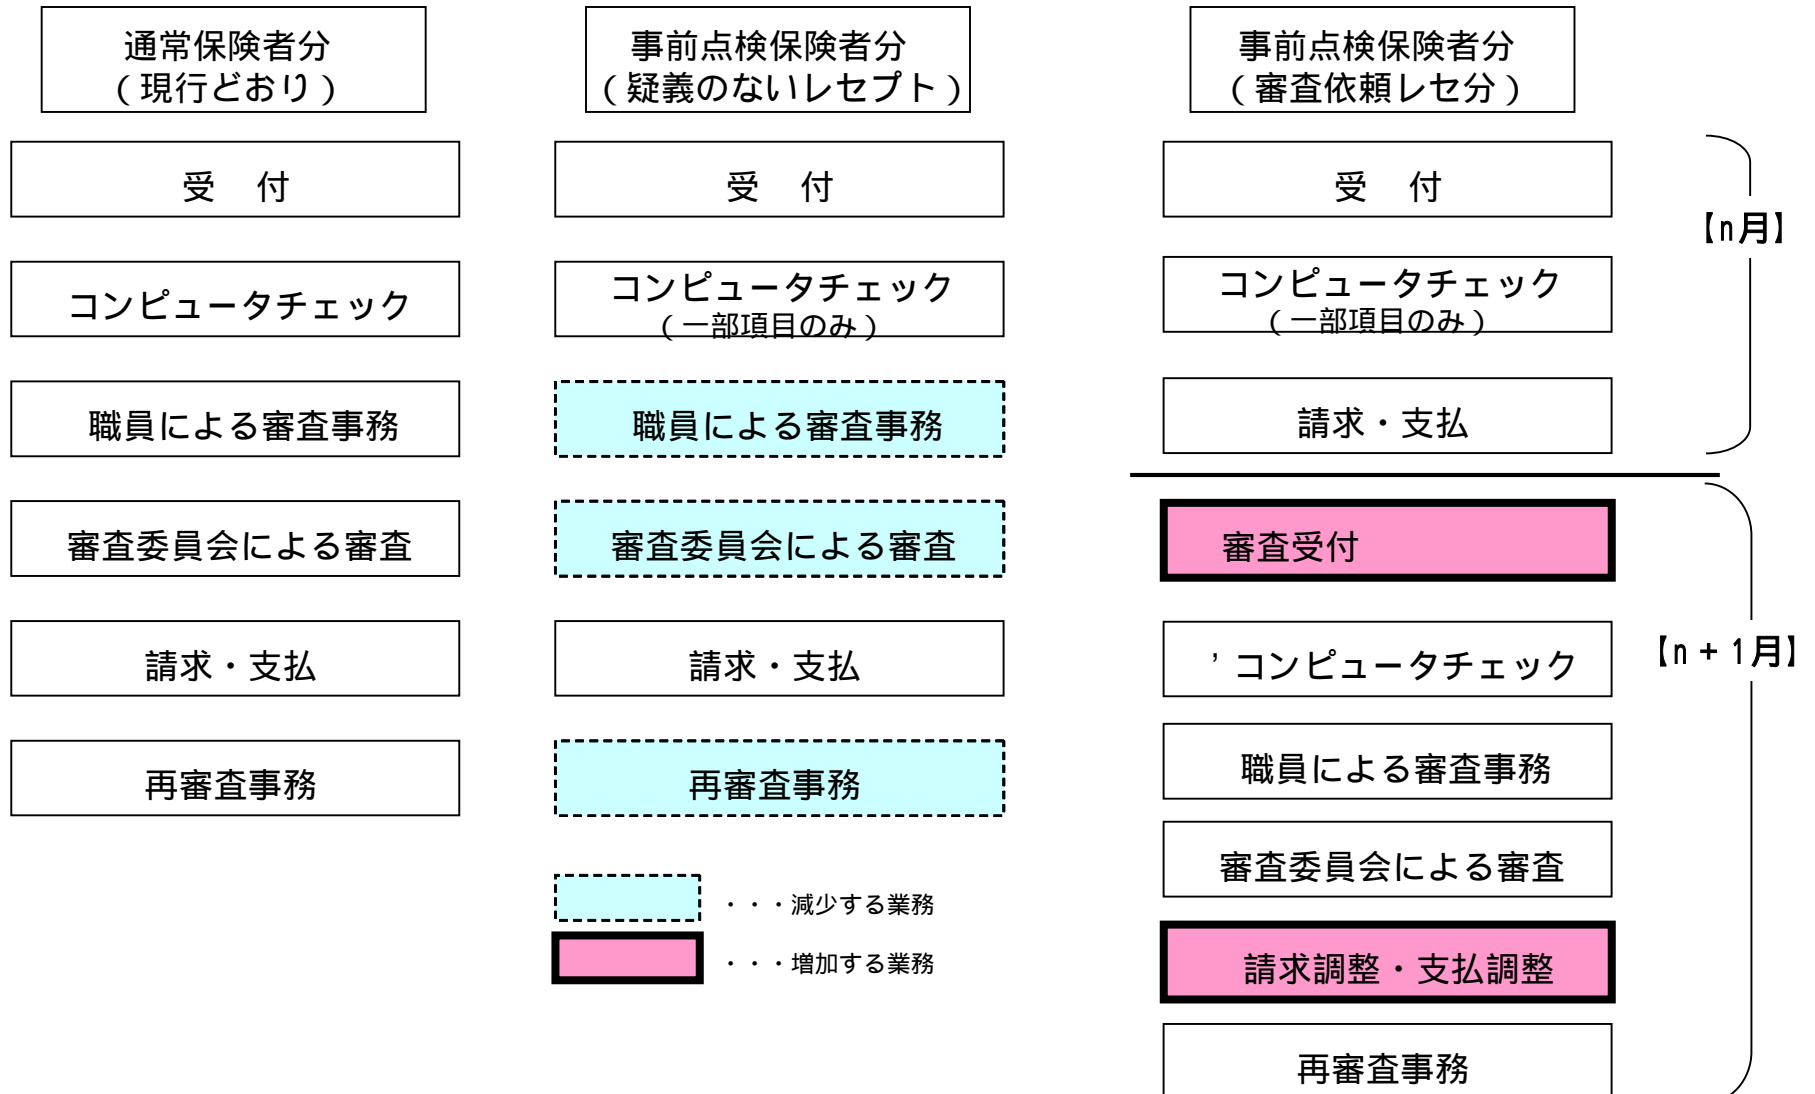 通常保険者分
(現行どおり)
受　付
コンピュータチェック
職員による審査事務
審査委員会による審査
請求・支払
再審査事務
事前点検保険者分
(疑義のないレセプト)
受　付
コンピュータチェック
(一部項目のみ)
職員による審査事務
審査委員会による審査
請求・支払
再審査事務
・・・減少する業務
・・・増加する業務
事前点検保険者分
(審査依頼レセ分)
受　付
コンピュータチェック
(一部項目のみ)
請求・支払
【n月】
審査受付
’コンピュータチェック
職員による審査事務
審査委員会による審査
請求調整・支払調整
再審査事務
【n+1月】